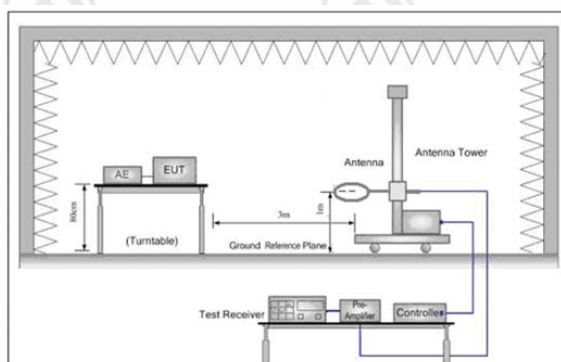 Antenna Tower
Antenna
AE
EUT
80cm
3m
1m
(Turntable)
Ground Reference Plane
Test Receiver
Pre-
Amplifier
Controller